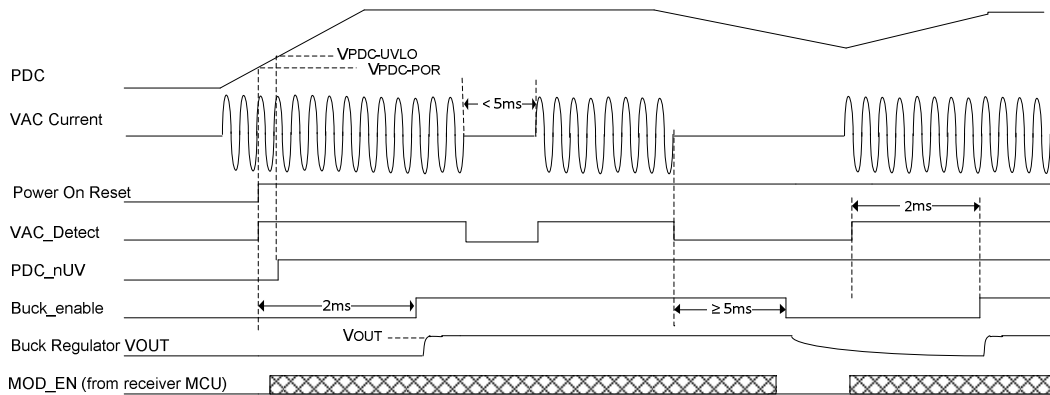 VPDC-UVLO
VPDC-POR
PDC
< 5ms
VAC Current
Power On Reset
2ms
VAC_Detect
PDC_nUV
Buck_enable
2ms
≥ 5ms
VOUT
Buck Regulator VOUT
MOD_EN (from receiver MCU)